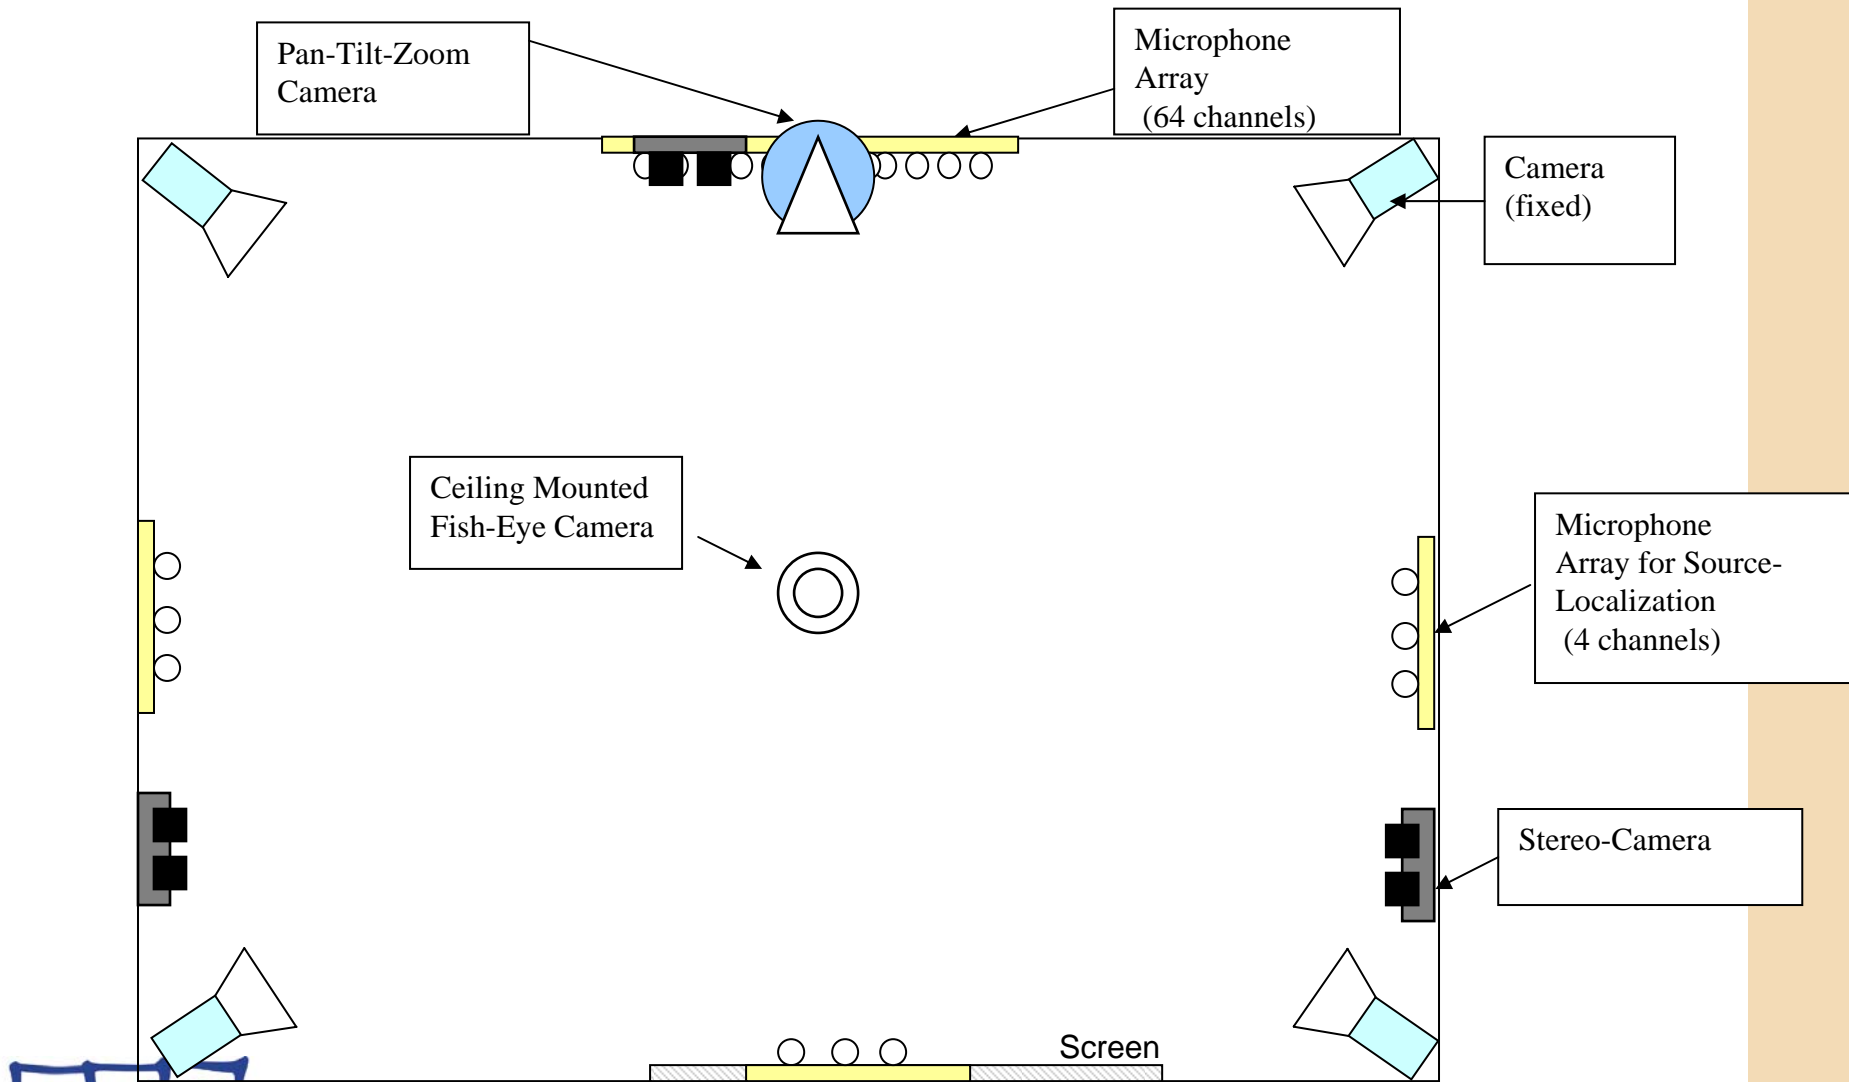 Pan-Tilt-Zoom
Camera
Microphone
Array
(64 channels)
Camera
(fixed)
Ceiling Mounted
Fish-Eye Camera
Microphone
Array for Source-
Localization
(4 channels)
Stereo-Camera
Screen